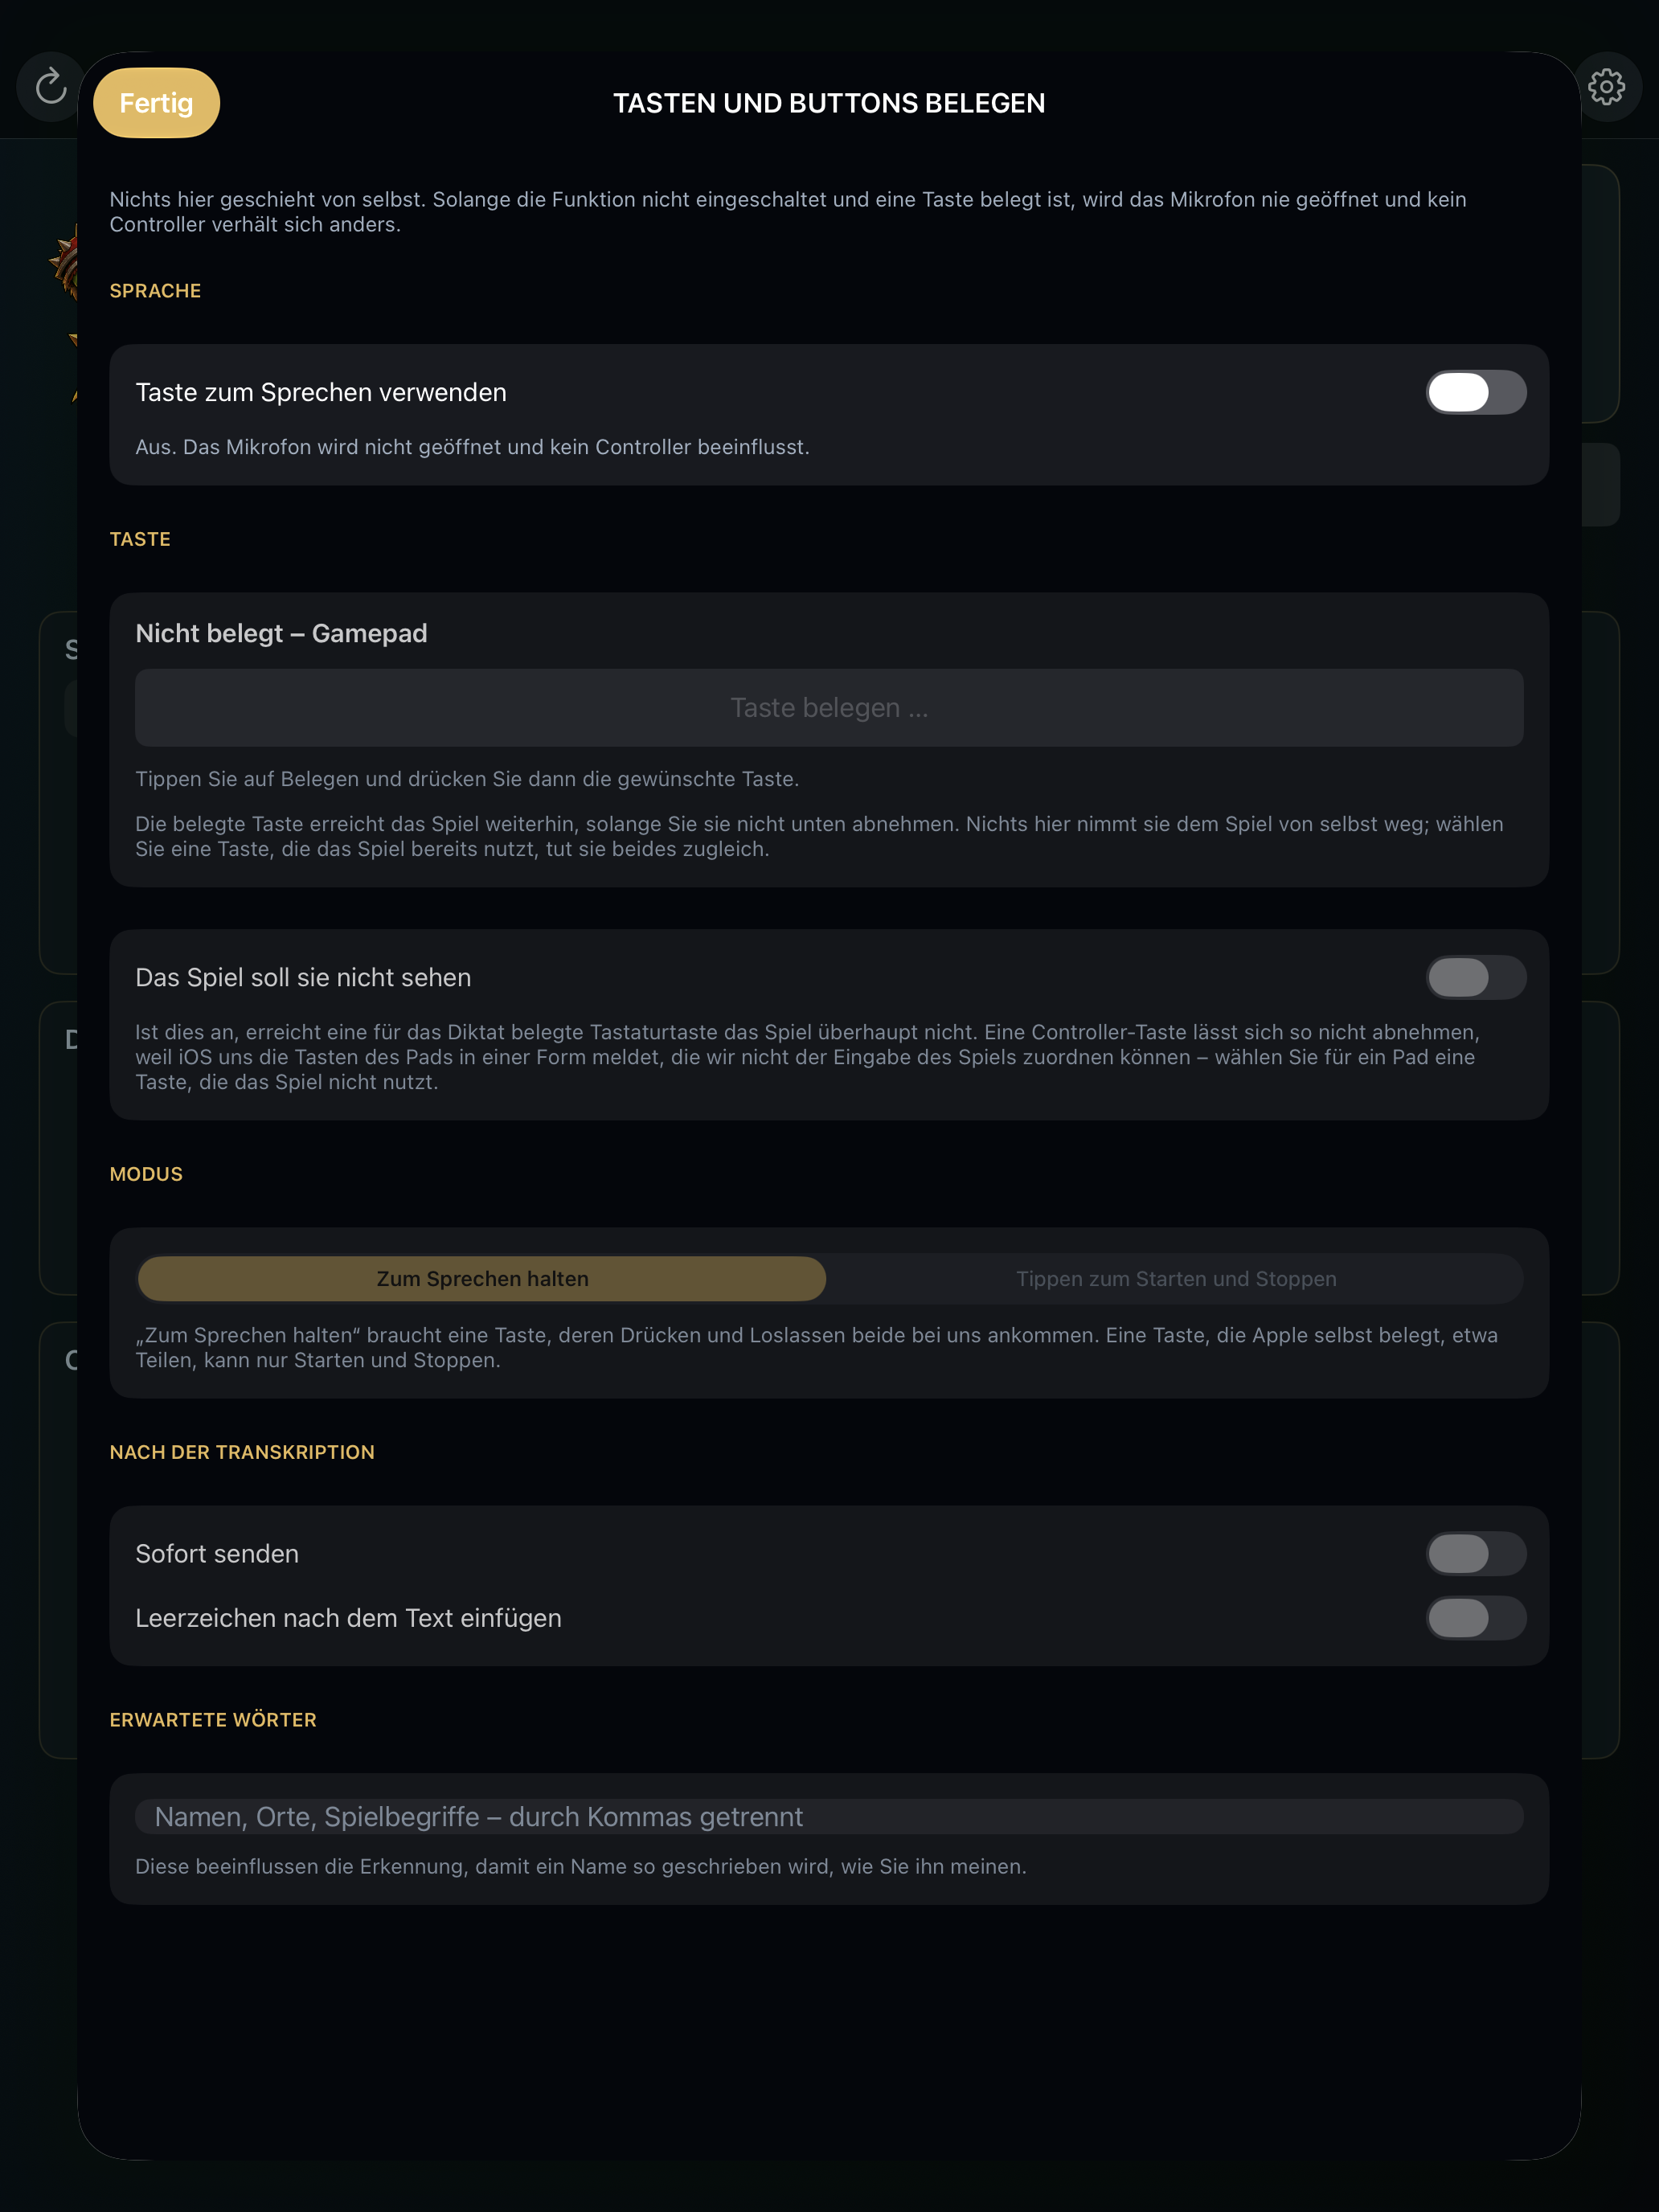 Fertig
TASTEN UND BUTTONS BELEGEN
Nichts hier geschieht von selbst. Solange die Funktion nicht eingeschaltet und eine Taste belegt ist, wird das Mikrofon nie geöffnet und kein
Controller verhält sich anders.
SPRACHE
Taste zum Sprechen verwenden
Aus. Das Mikrofon wird nicht geöffnet und kein Controller beeinflusst.
TASTE
Nicht belegt – Gamepad
Taste belegen ...
Tippen Sie auf Belegen und drücken Sie dann die gewünschte Taste.
Die belegte Taste erreicht das Spiel weiterhin, solange Sie sie nicht unten abnehmen. Nichts hier nimmt sie dem Spiel von selbst weg; wählen
Sie eine Taste, die das Spiel bereits nutzt, tut sie beides zugleich.
Das Spiel soll sie nicht sehen
Ist dies an, erreicht eine für das Diktat belegte Tastaturtaste das Spiel überhaupt nicht. Eine Controller-Taste lässt sich so nicht abnehmen,
weil iOS uns die Tasten des Pads in einer Form meldet, die wir nicht der Eingabe des Spiels zuordnen können – wählen Sie für ein Pad eine
Taste, die das Spiel nicht nutzt.
MODUS
Zum Sprechen halten
Tippen zum Starten und Stoppen
„Zum Sprechen halten“ braucht eine Taste, deren Drücken und Loslassen beide bei uns ankommen. Eine Taste, die Apple selbst belegt, etwa
Teilen, kann nur Starten und Stoppen.
NACH DER TRANSKRIPTION
Sofort senden
Leerzeichen nach dem Text einfügen
ERWARTETE WÖRTER
Namen, Orte, Spielbegriffe – durch Kommas getrennt
Diese beeinflussen die Erkennung, damit ein Name so geschrieben wird, wie Sie ihn meinen.